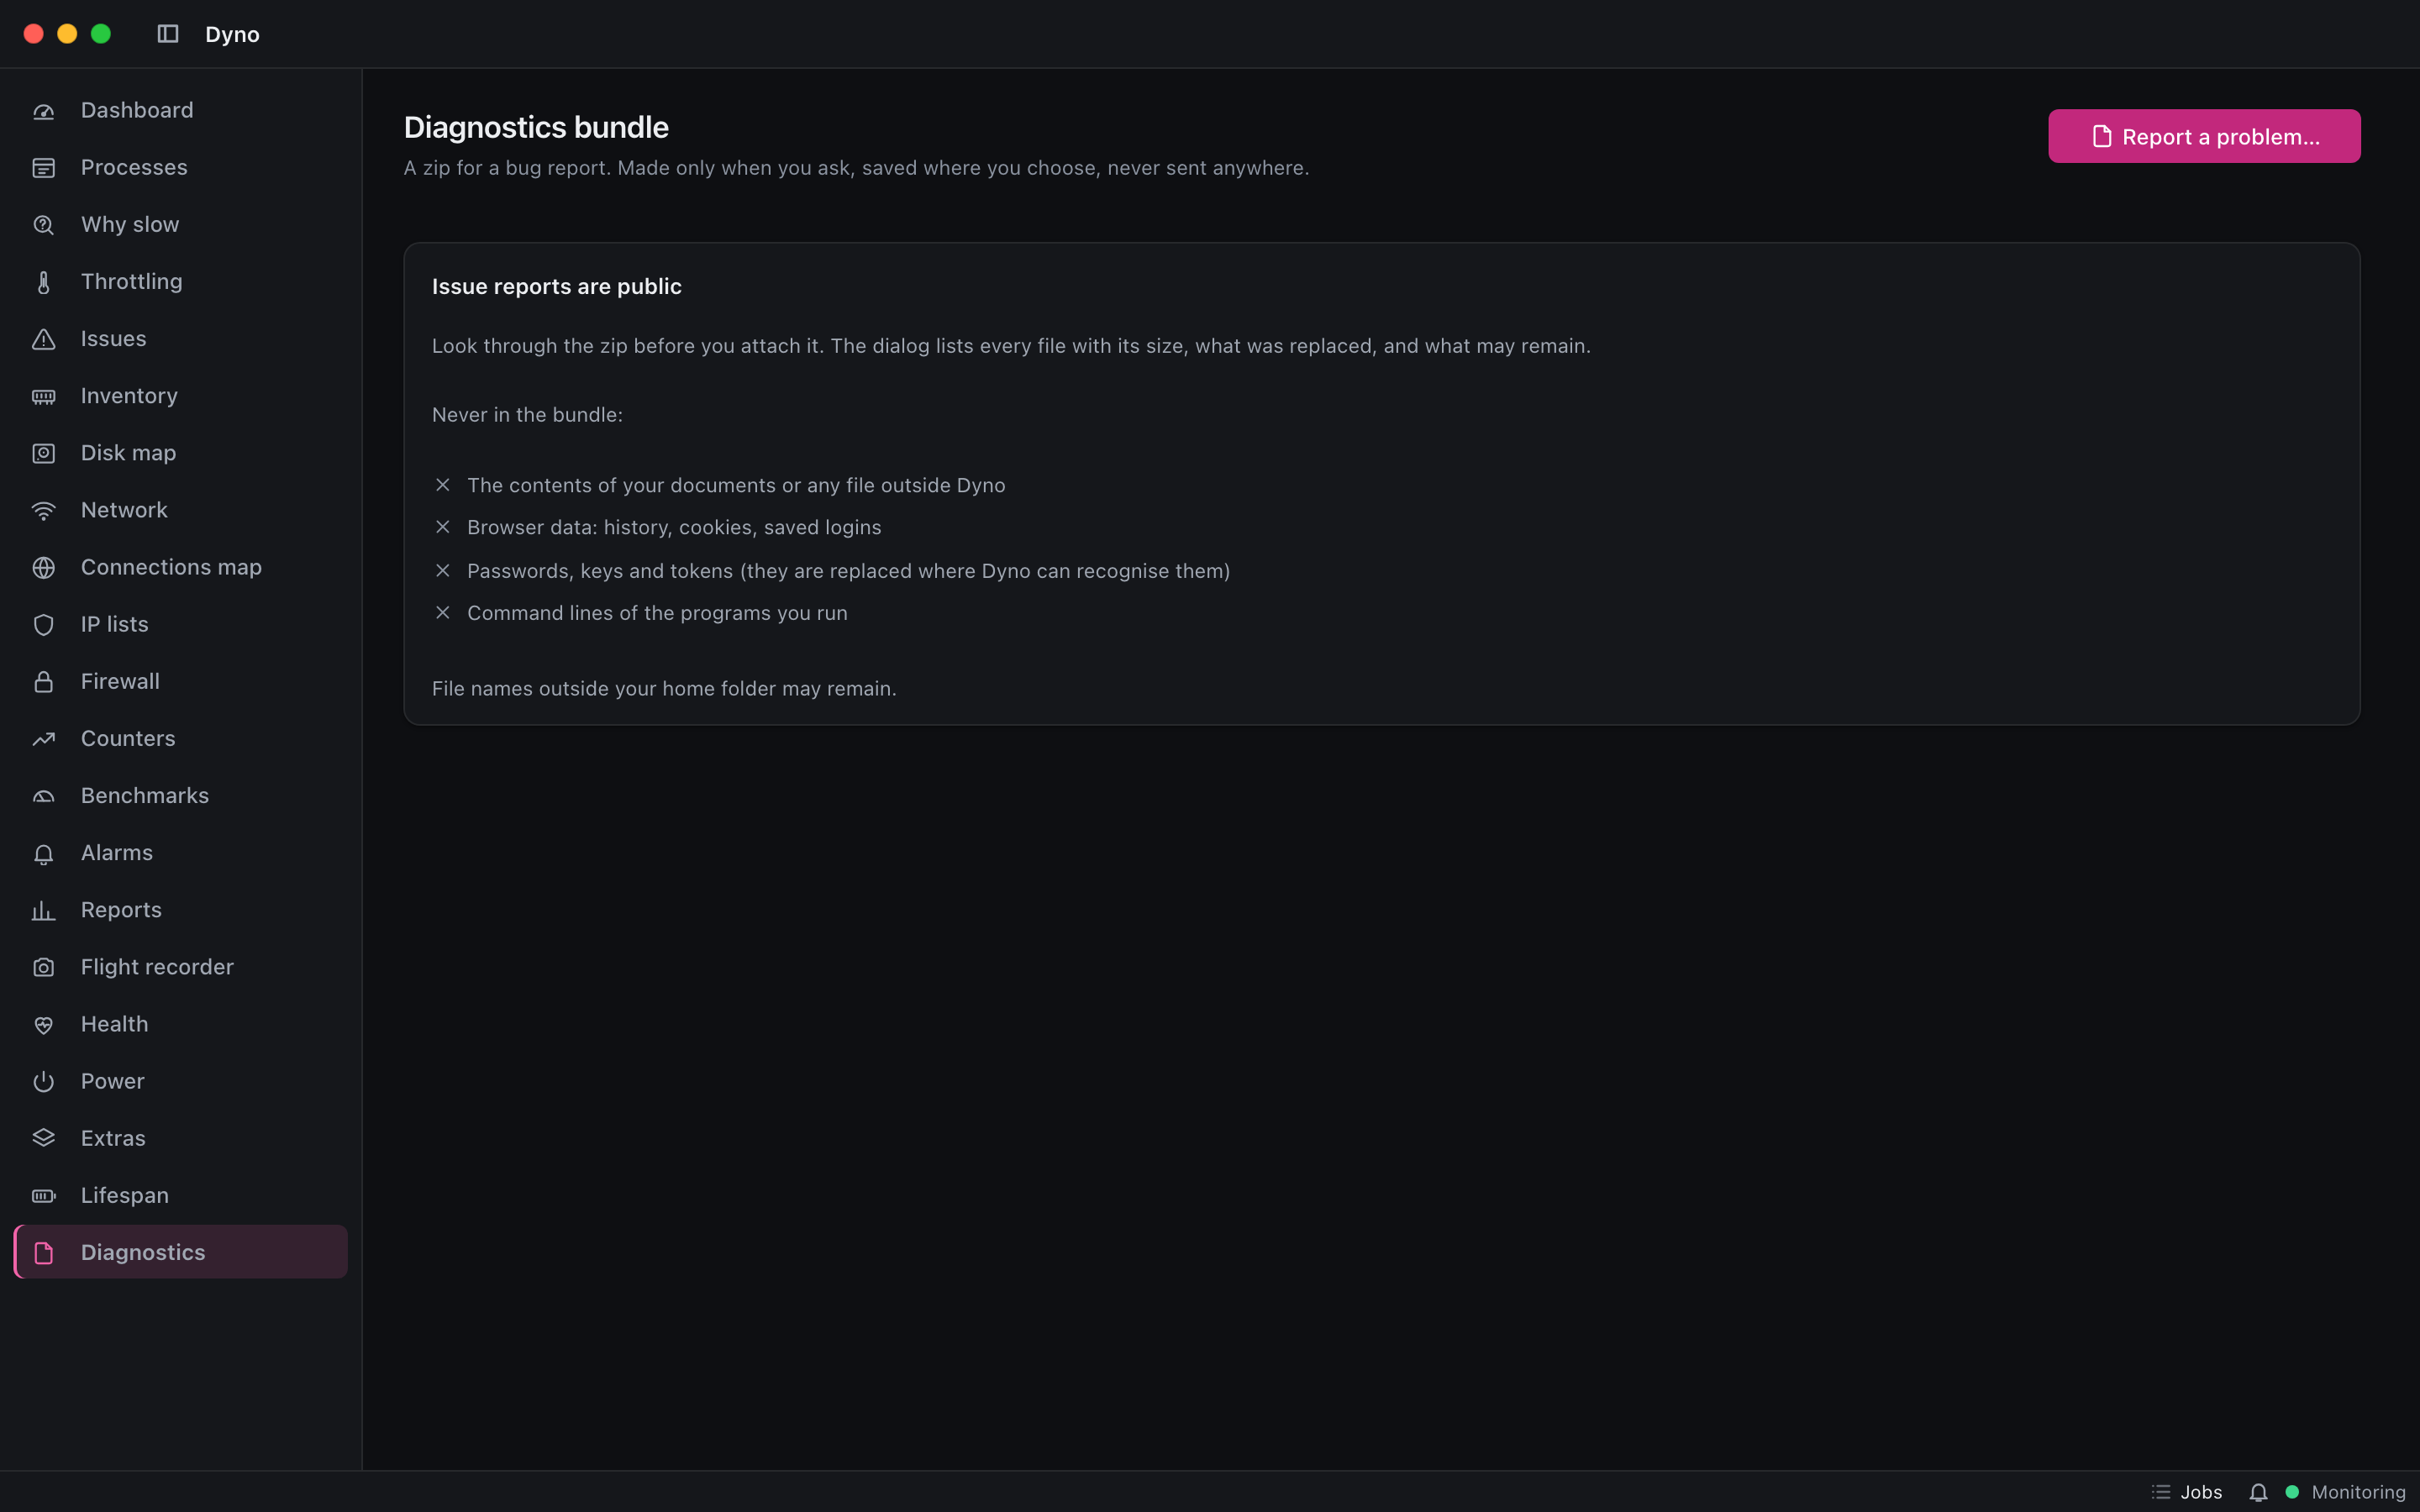 Dyno
Dashboard
Processes
Why slow
Throttling
Issues
Inventory
Disk map
Network
Connections map
IP lists
Firewall
Counters
Benchmarks
Alarms
Reports
Flight recorder
Health
Power
Extras
Lifespan
Diagnostics
Diagnostics bundle
A zip for a bug report. Made only when you ask, saved where you choose, never sent anywhere.
Report a problem...
Issue reports are public
Look through the zip before you attach it. The dialog lists every file with its size, what was replaced, and what may remain.
Never in the bundle:
The contents of your documents or any file outside Dyno
Browser data: history, cookies, saved logins
Passwords, keys and tokens (they are replaced where Dyno can recognise them)
Command lines of the programs you run
File names outside your home folder may remain.
Jobs
Monitoring